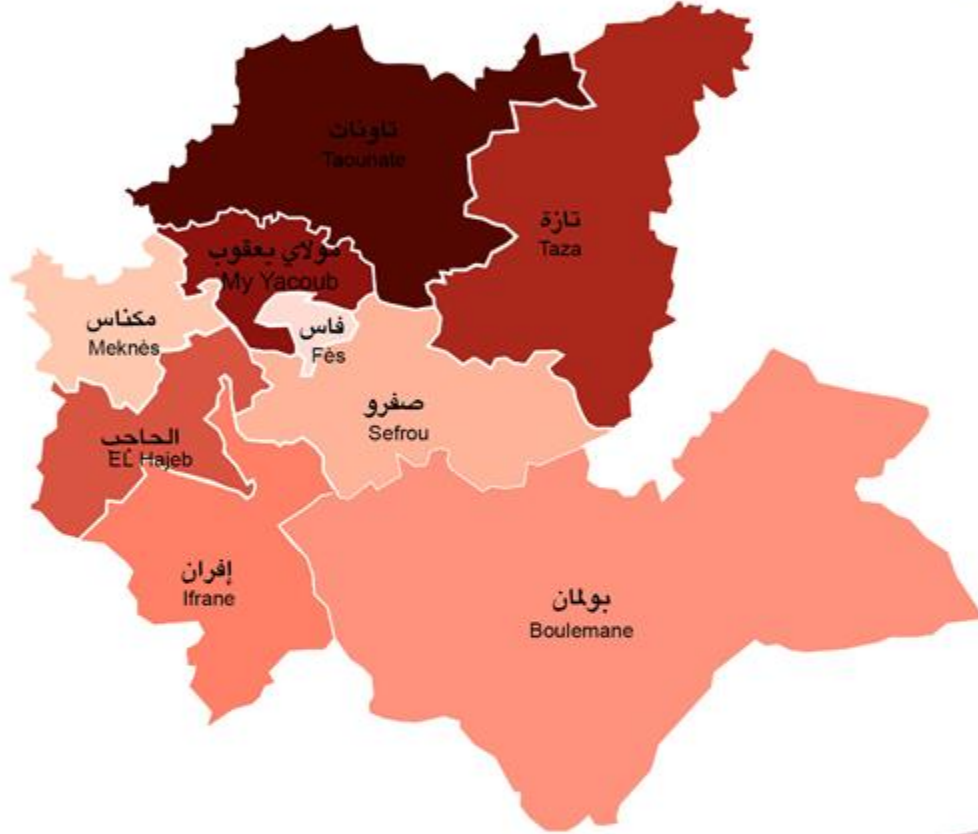 تاونات
Taounate
تازة
Taza
مولاي يعقوب
My Yacoub
مكناس
Meknès
فاس
Fès
صفرو
Sefrou
الحاجب
EL Hajeb
إفران
Ifrane
بولمان
Boulemane